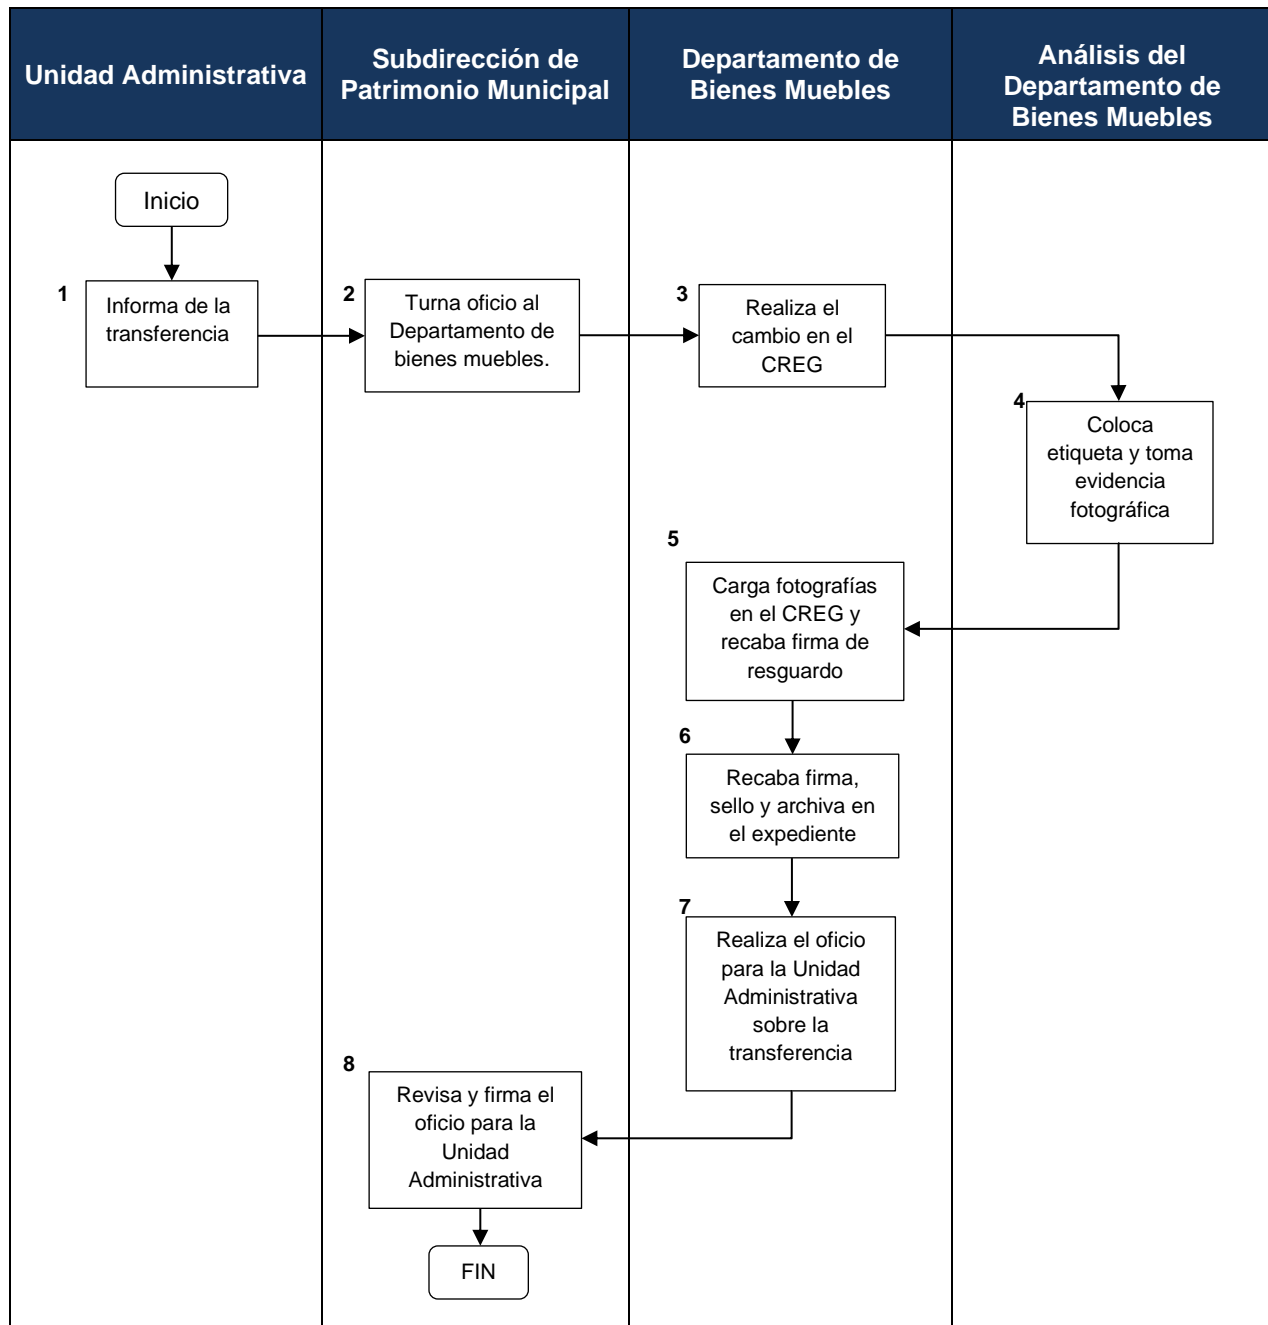 Unidad Administrativa
Subdirección de
Patrimonio Municipal
Departamento de
Bienes Muebles
Análisis del
Departamento de
Bienes Muebles
Inicio
1
Informa de la
transferencia
2
Turna oficio al
Departamento de
bienes muebles.
3
Realiza el
cambio en el
CREG
4
Coloca
etiqueta y toma
evidencia
fotográfica
5
Carga fotografías
en el CREG y
recaba firma de
resguardo
6
Recaba firma,
sello y archiva en
el expediente
7
Realiza el oficio
para la Unidad
Administrativa
sobre la
transferencia
8
Revisa y firma el
oficio para la
Unidad
Administrativa
FIN